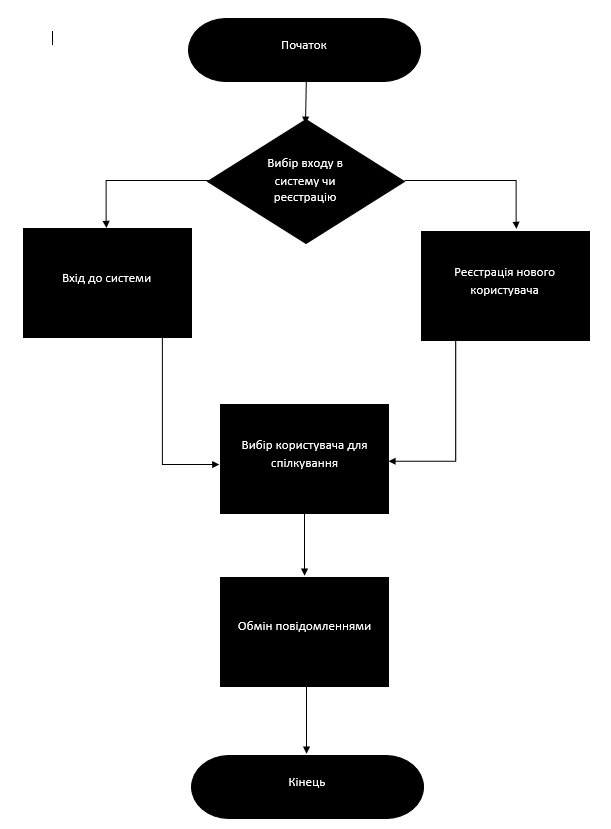 Початок
Вибір входу в
систему чи
реєстрацію
Вхід до системи
Реєстрація нового
користувача
Вибір користувача для
спілкування
Обмін повідомленнями
Кінець